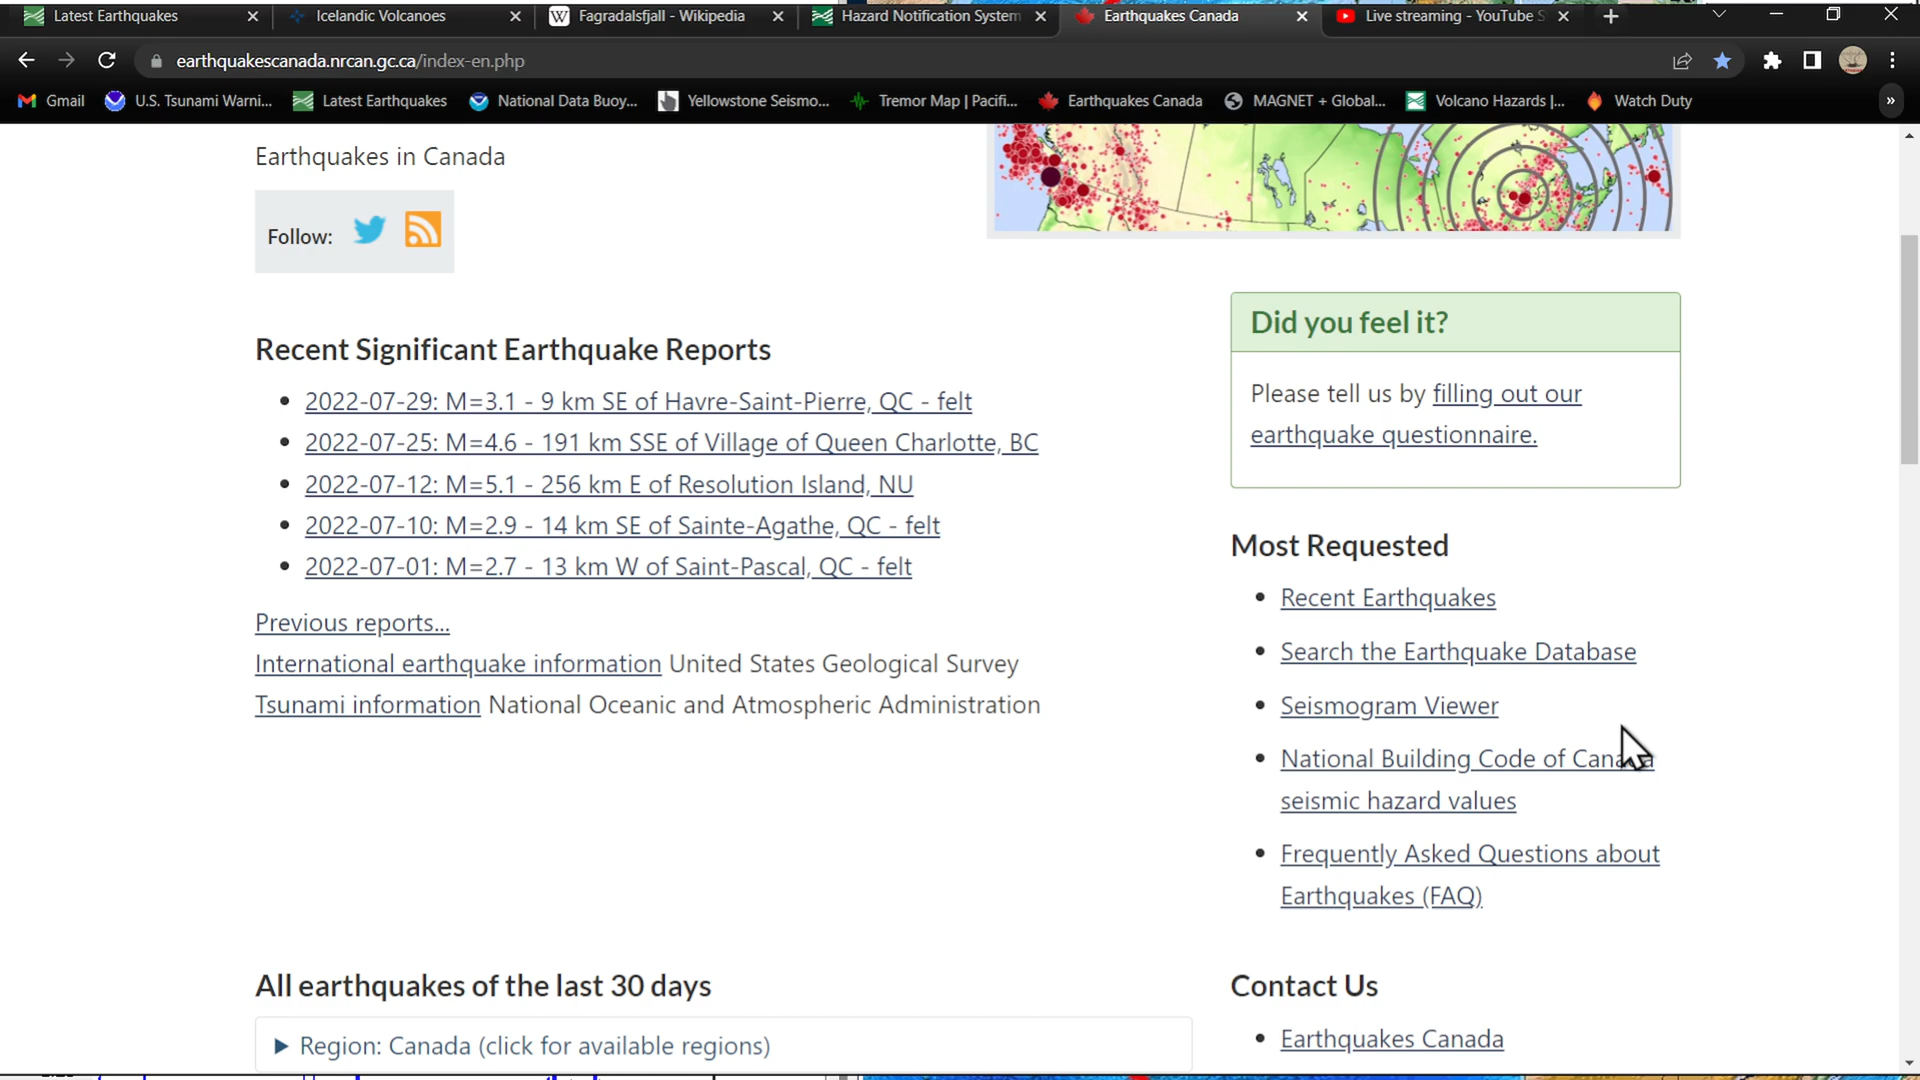 Latest Earthquakes
Icelandic Volcanoes
Fagradalsfjall - Wikipedia
Hazard Notification System
Earthquakes Canada
Live streaming - YouTube S
earthquakescanada.nrcan.gc.ca/index-en.php
Gmail
U.S. Tsunami Warni...
Latest Earthquakes
National Data Buoy...
Yellowstone Seismo...
Tremor Map | Pacifi...
Earthquakes Canada
MAGNET + Global...
Volcano Hazards |...
Watch Duty
»
Earthquakes in Canada
Follow:
Recent Significant Earthquake Reports
2022-07-29: M=3.1 - 9 km SE of Havre-Saint-Pierre, QC - felt
2022-07-25: M=4.6 - 191 km SSE of Village of Queen Charlotte, BC
2022-07-12: M=5.1 - 256 km E of Resolution Island, NU
2022-07-10: M=2.9 - 14 km SE of Sainte-Agathe, QC - felt
2022-07-01: M=2.7 - 13 km W of Saint-Pascal, QC - felt
Previous reports...
International earthquake information United States Geological Survey
Tsunami information National Oceanic and Atmospheric Administration
Did you feel it?
Please tell us by filling out our
earthquake questionnaire.
Most Requested
Recent Earthquakes
Search the Earthquake Database
Seismogram Viewer
National Building Code of Canada
seismic hazard values
Frequently Asked Questions about
Earthquakes (FAQ)
All earthquakes of the last 30 days
Region: Canada (click for available regions)
Contact Us
Earthquakes Canada